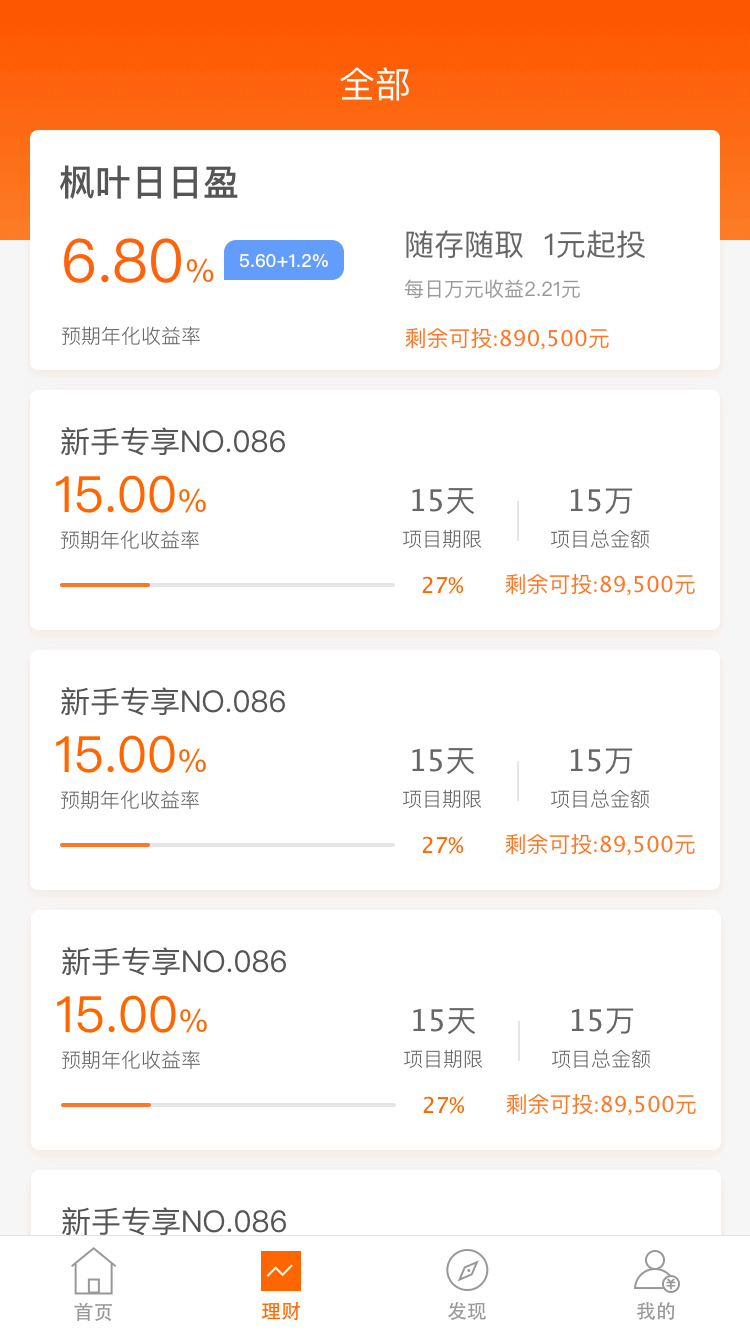 全部
枫叶日日盈
6.80% 5.60+1.2%
随存随取 1元起投
每日万元收益2.21元
预期年化收益率
剩余可投:890,500元
新手专享NO.086
15.00%
15天 15万
预期年化收益率 项目期限 项目总金额
27% 剩余可投:89,500元
新手专享NO.086
15.00%
15天 15万
预期年化收益率 项目期限 项目总金额
27% 剩余可投:89,500元
新手专享NO.086
15.00%
15天 15万
预期年化收益率 项目期限 项目总金额
27% 剩余可投:89,500元
新手专享NO.086
首页 理财 发现 我的